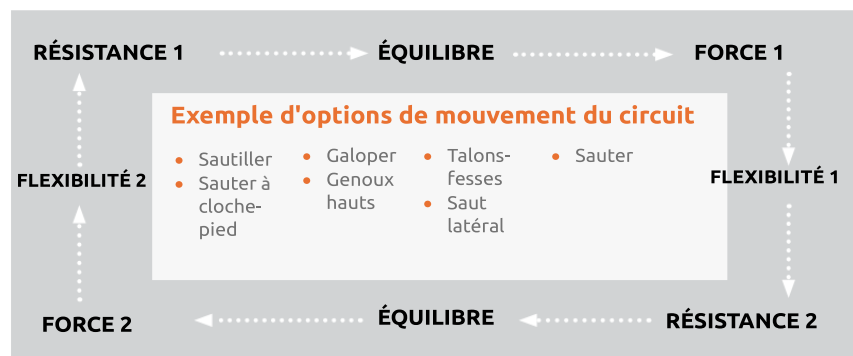 RÉSISTANCE 1
ÉQUILIBRE
FORCE 1
Exemple d'options de mouvement du circuit
• Sautiller
• Sauter à
cloche-
pied
• Galoper
• Genoux
hauts
• Talons-
fesses
• Saut
latéral
• Sauter
FLEXIBILITÉ 2
FLEXIBILITÉ 1
FORCE 2
ÉQUILIBRE
RÉSISTANCE 2